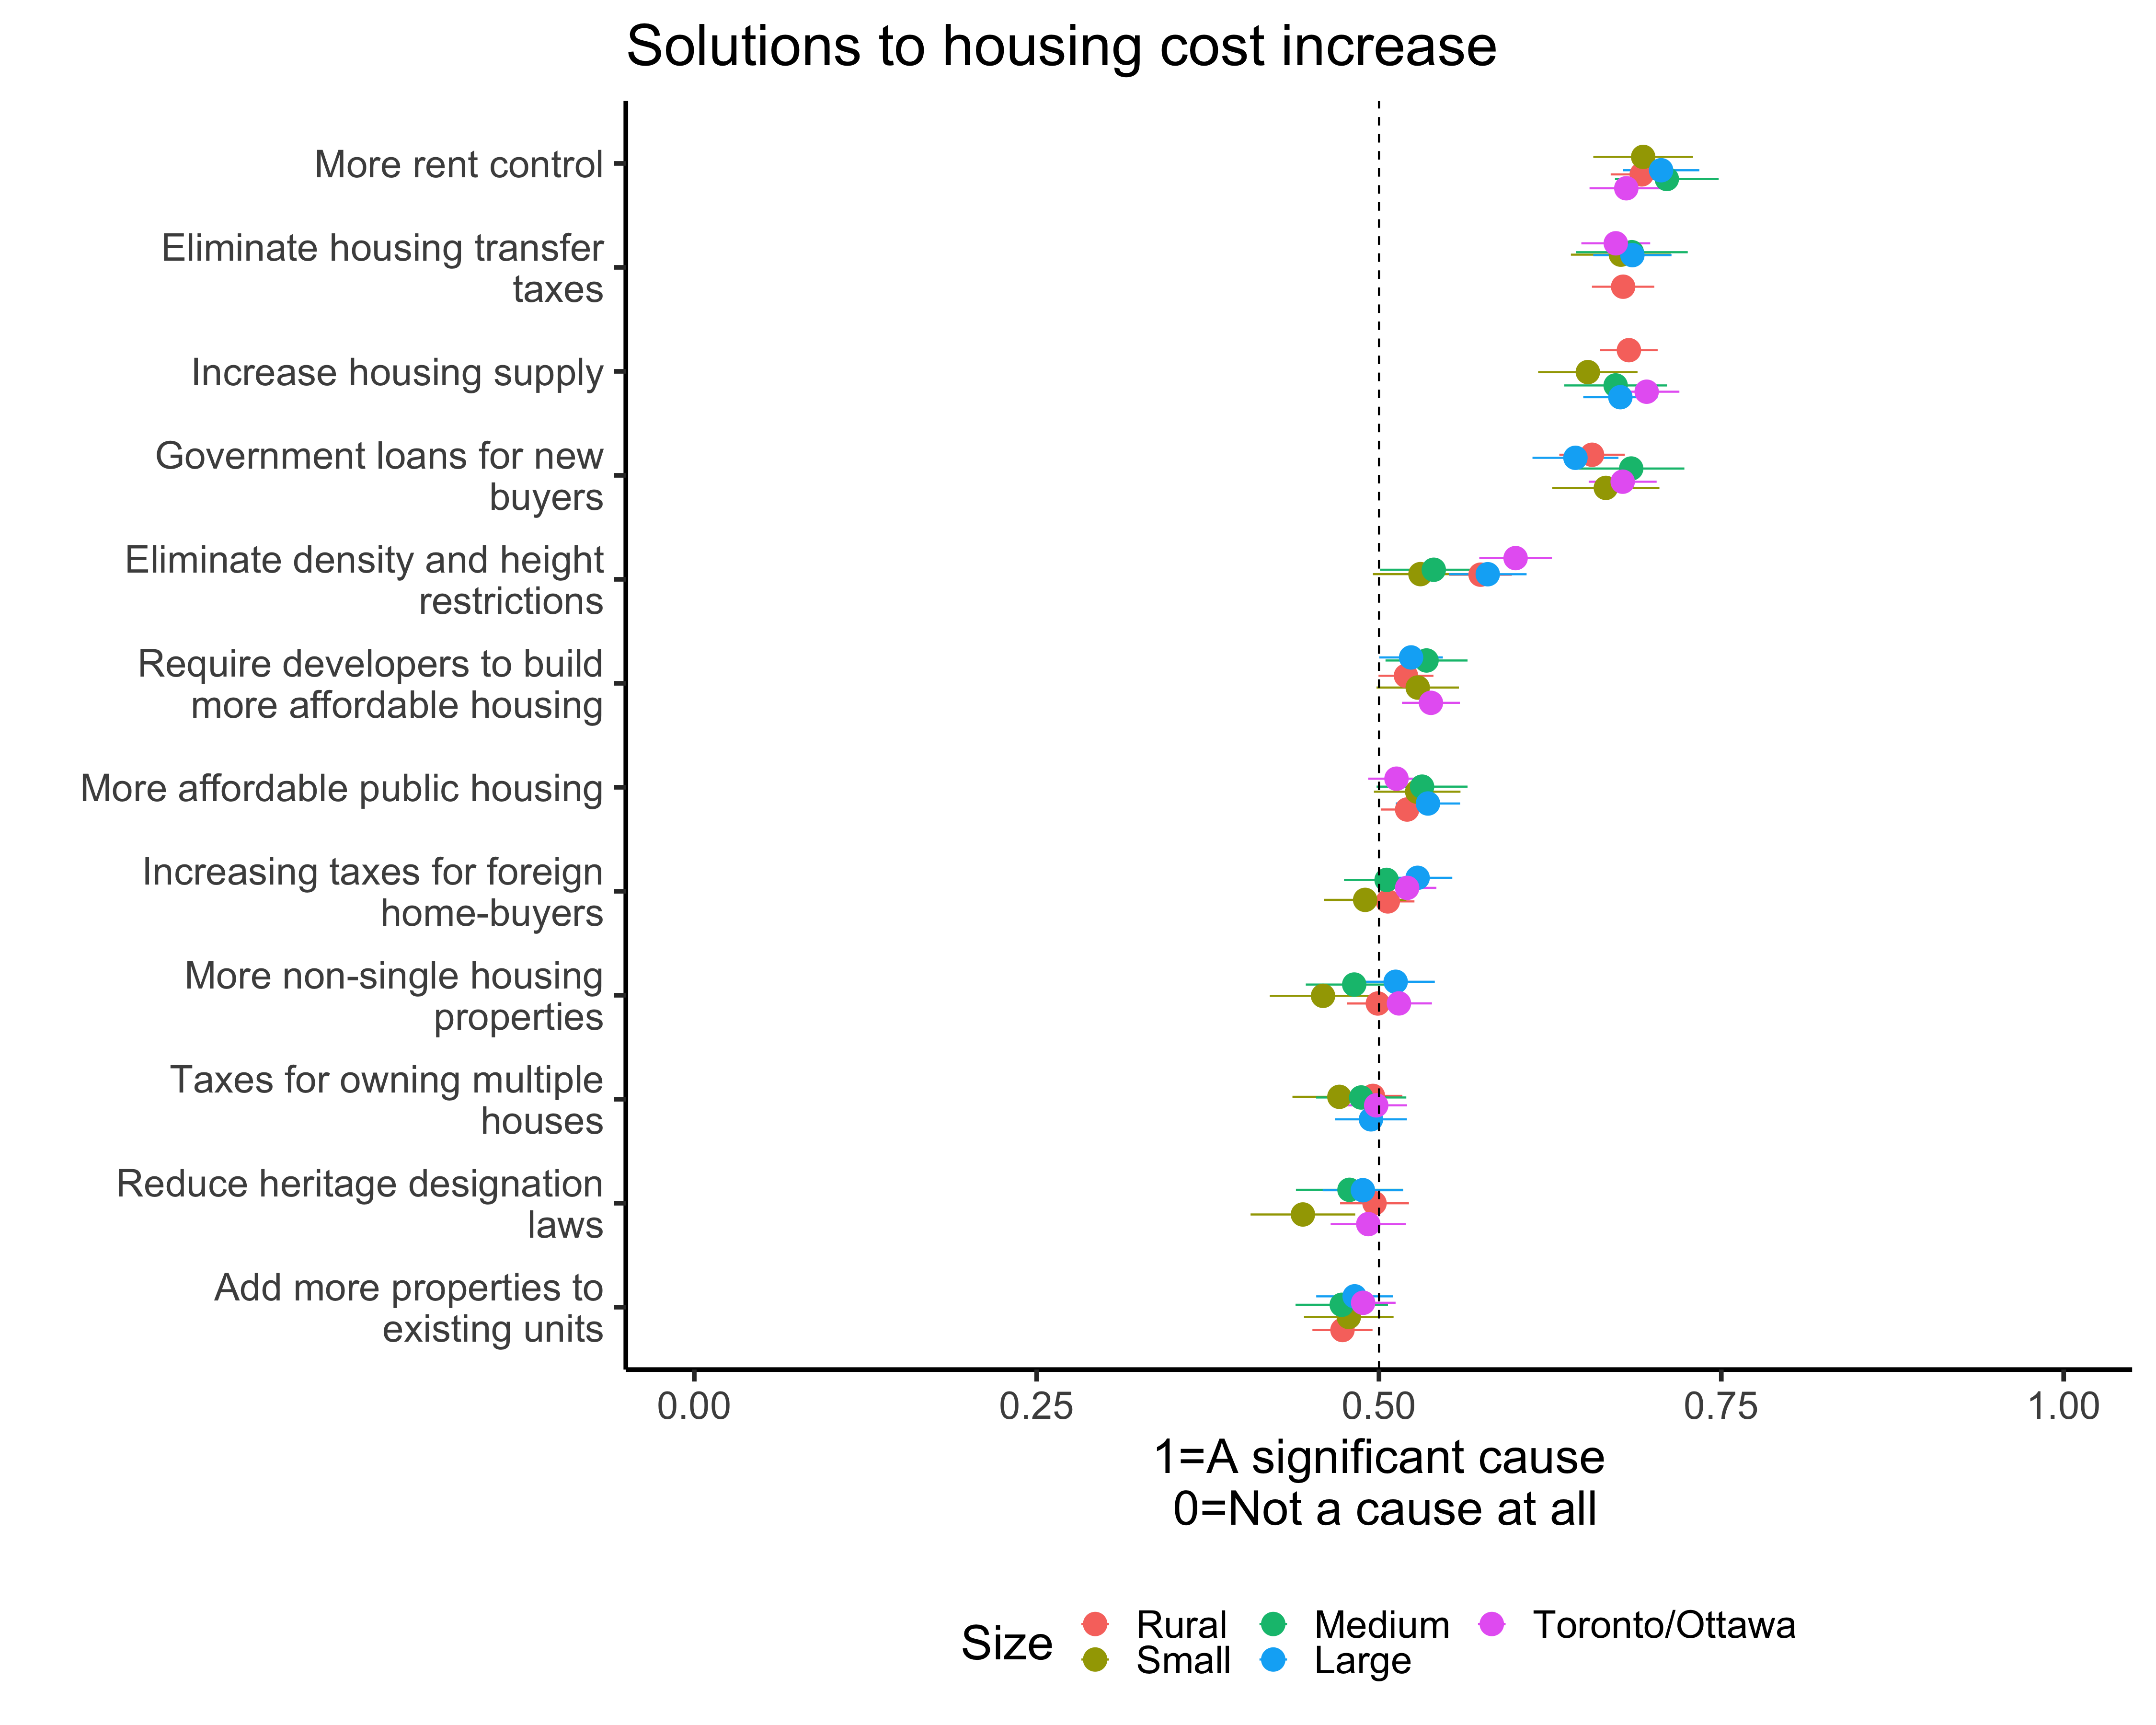 Solutions to housing cost increase
More rent control
Eliminate housing transfer
taxes
Increase housing supply
Government loans for new
buyers
Eliminate density and height
restrictions
Require developers to build
more affordable housing
More affordable public housing
Increasing taxes for foreign
home-buyers
More non-single housing
properties
Taxes for owning multiple
houses
Reduce heritage designation
laws
Add more properties to
existing units
0.00 0.25 0.50 0.75 1.00
1=A significant cause
0=Not a cause at all
Size
Rural Medium Toronto/Ottawa
Small Large